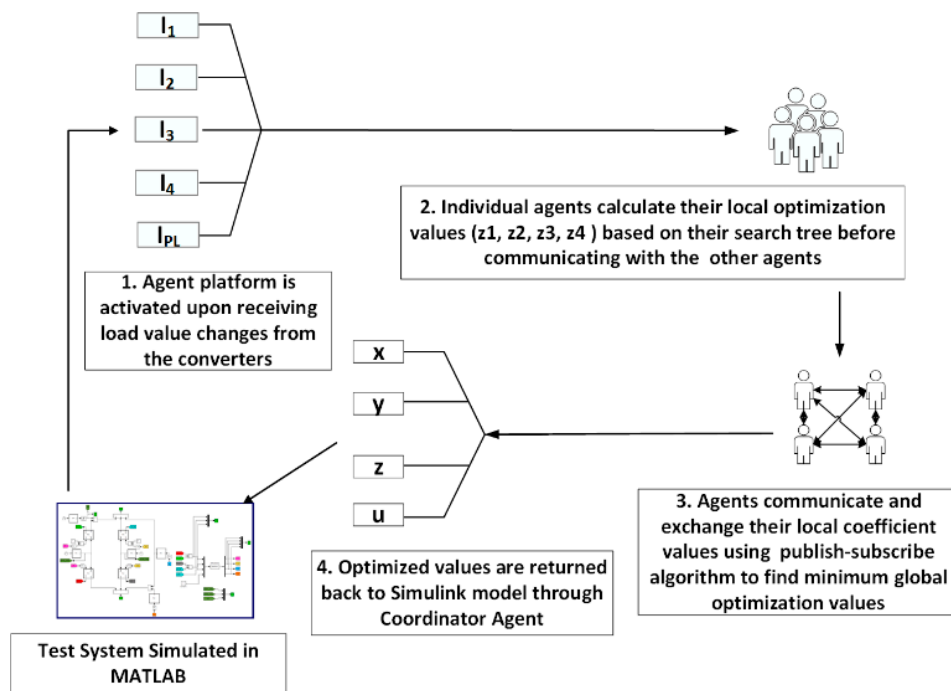 I1
I2
I3
I4
IPL
1. Agent platform is
activated upon receiving
load value changes from
the converters
2. Individual agents calculate their local optimization
values (z1, z2, z3, z4 ) based on their search tree before
communicating with the other agents
3. Agents communicate and
exchange their local coefficient
values using publish-subscribe
algorithm to find minimum global
optimization values
x
y
z
u
4. Optimized values are returned
back to Simulink model through
Coordinator Agent
Test System Simulated in
MATLAB